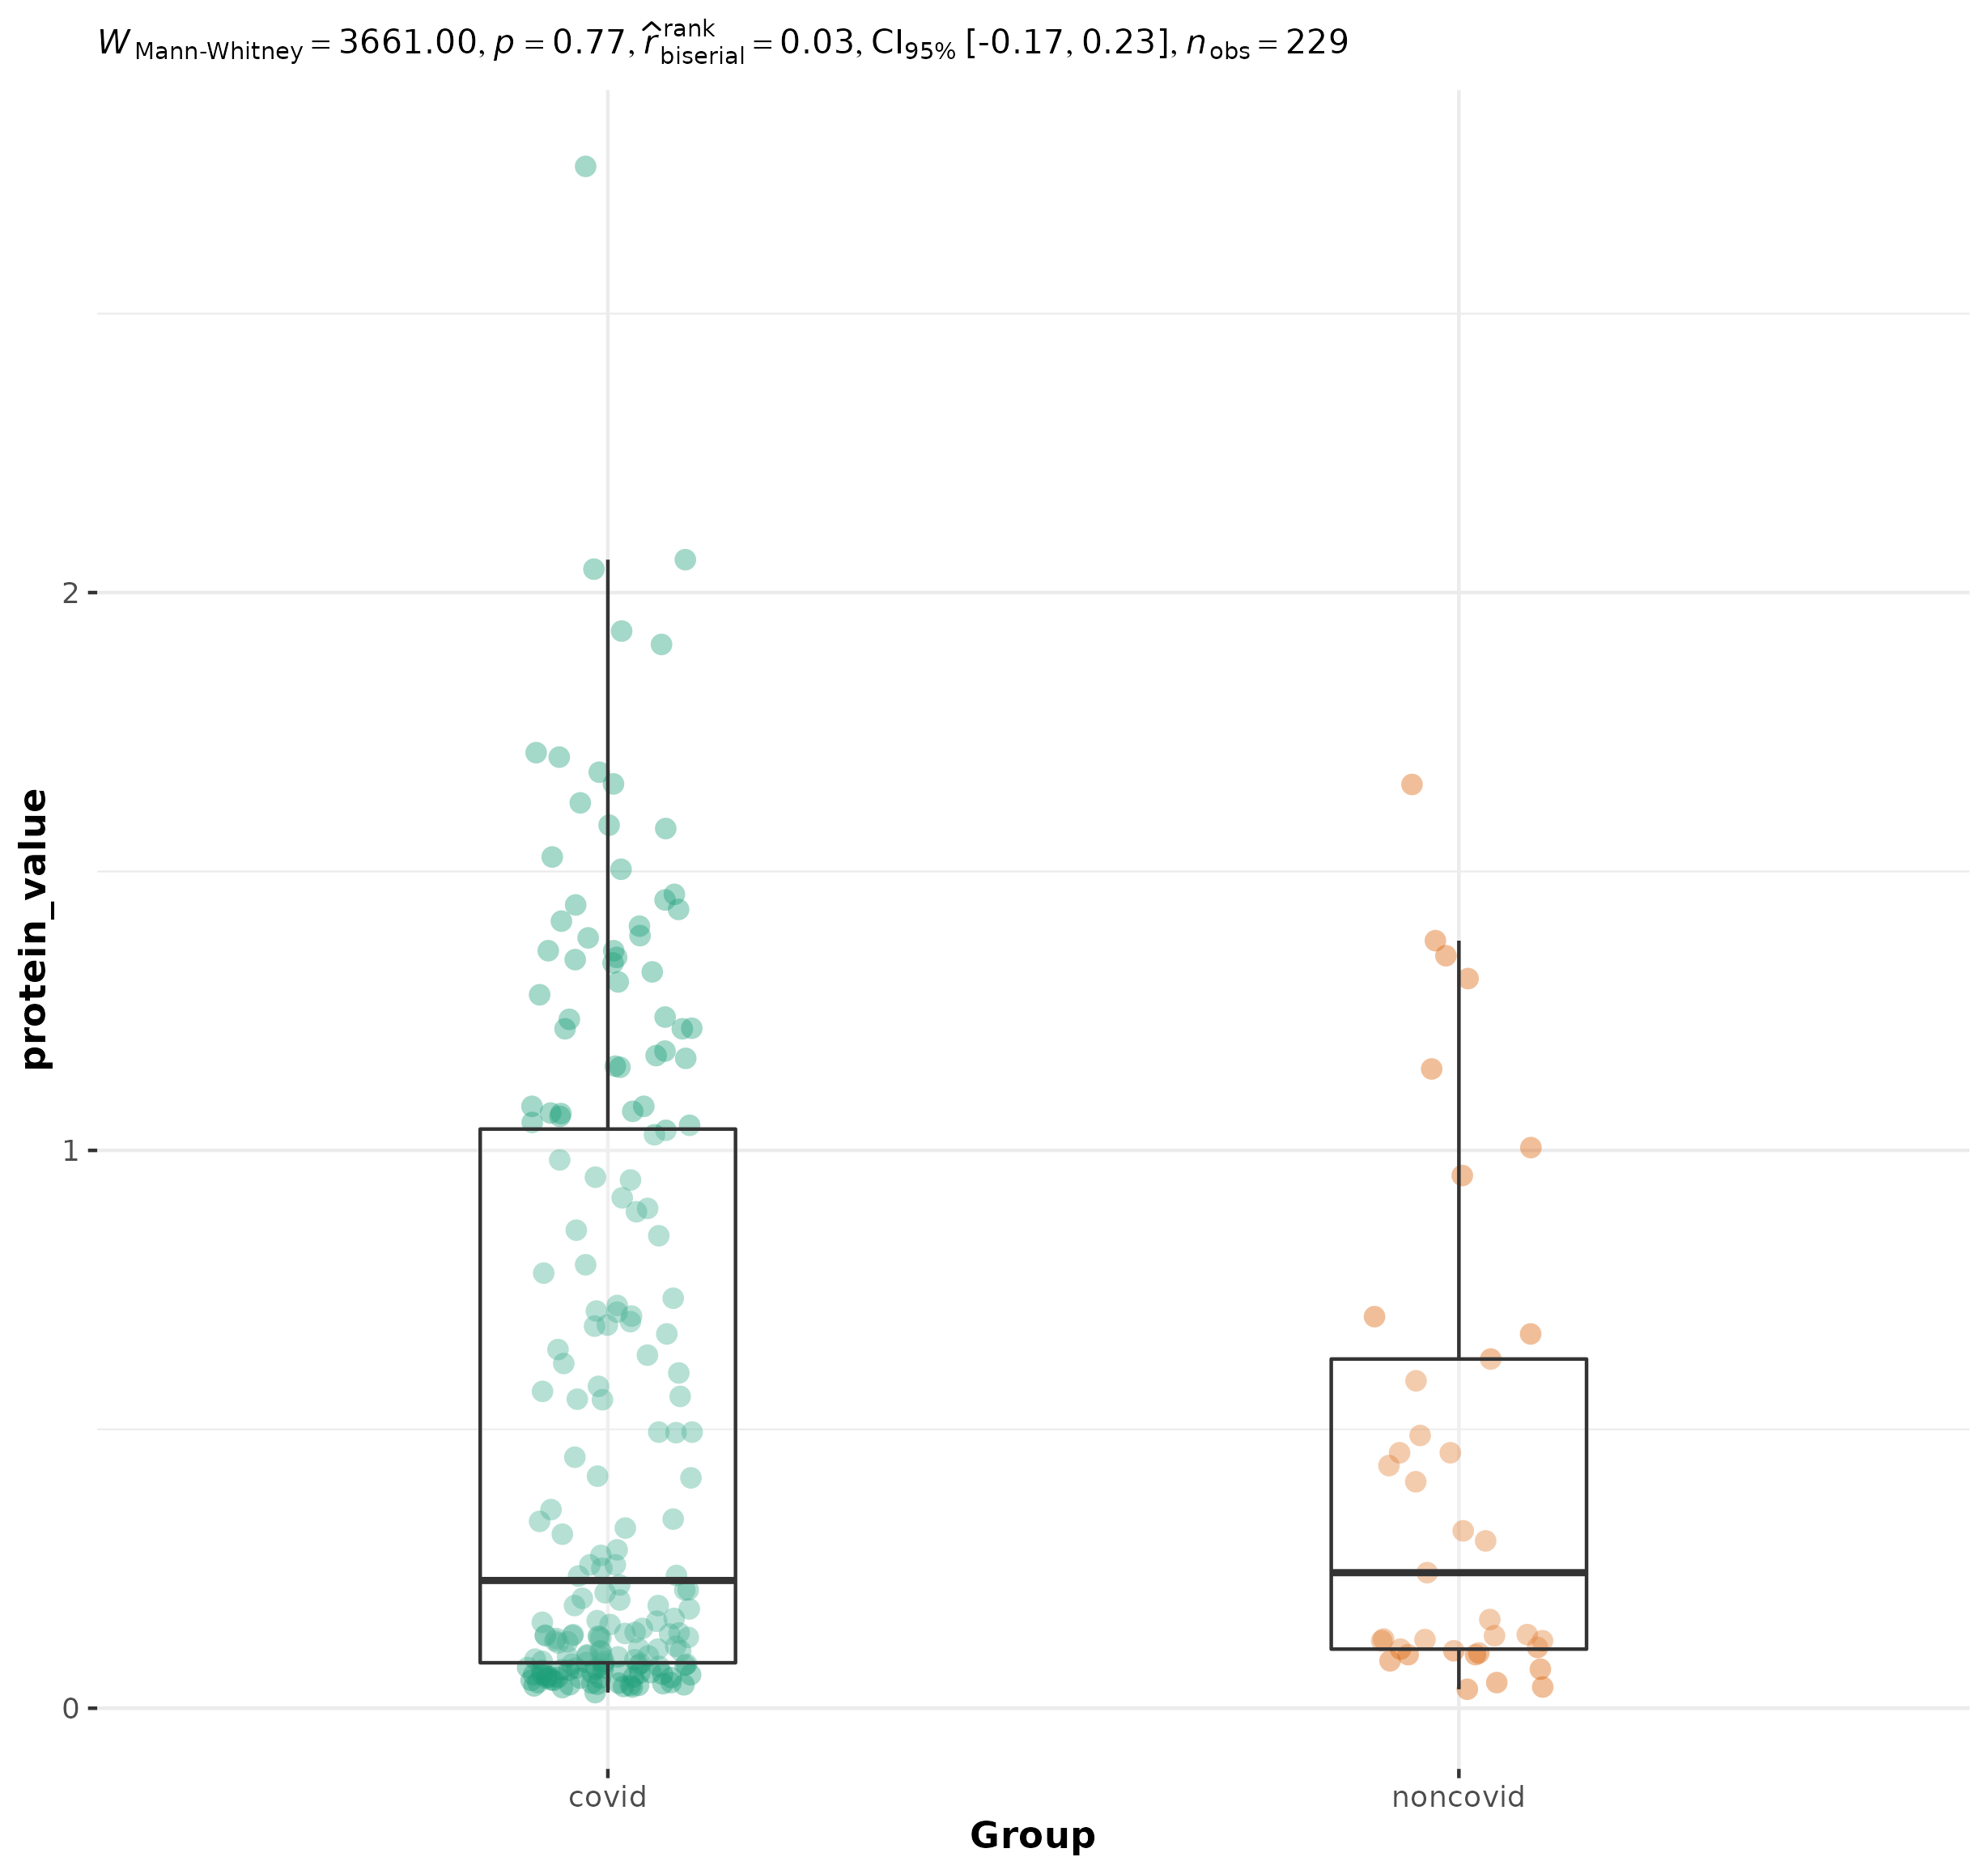 W Mann-Whitney = 3661.00, p = 0.77, r̂ rank biserial = 0.03, CI95% [-0.17, 0.23], nobs = 229
protein_value
2
1
0
covid noncovid
Group